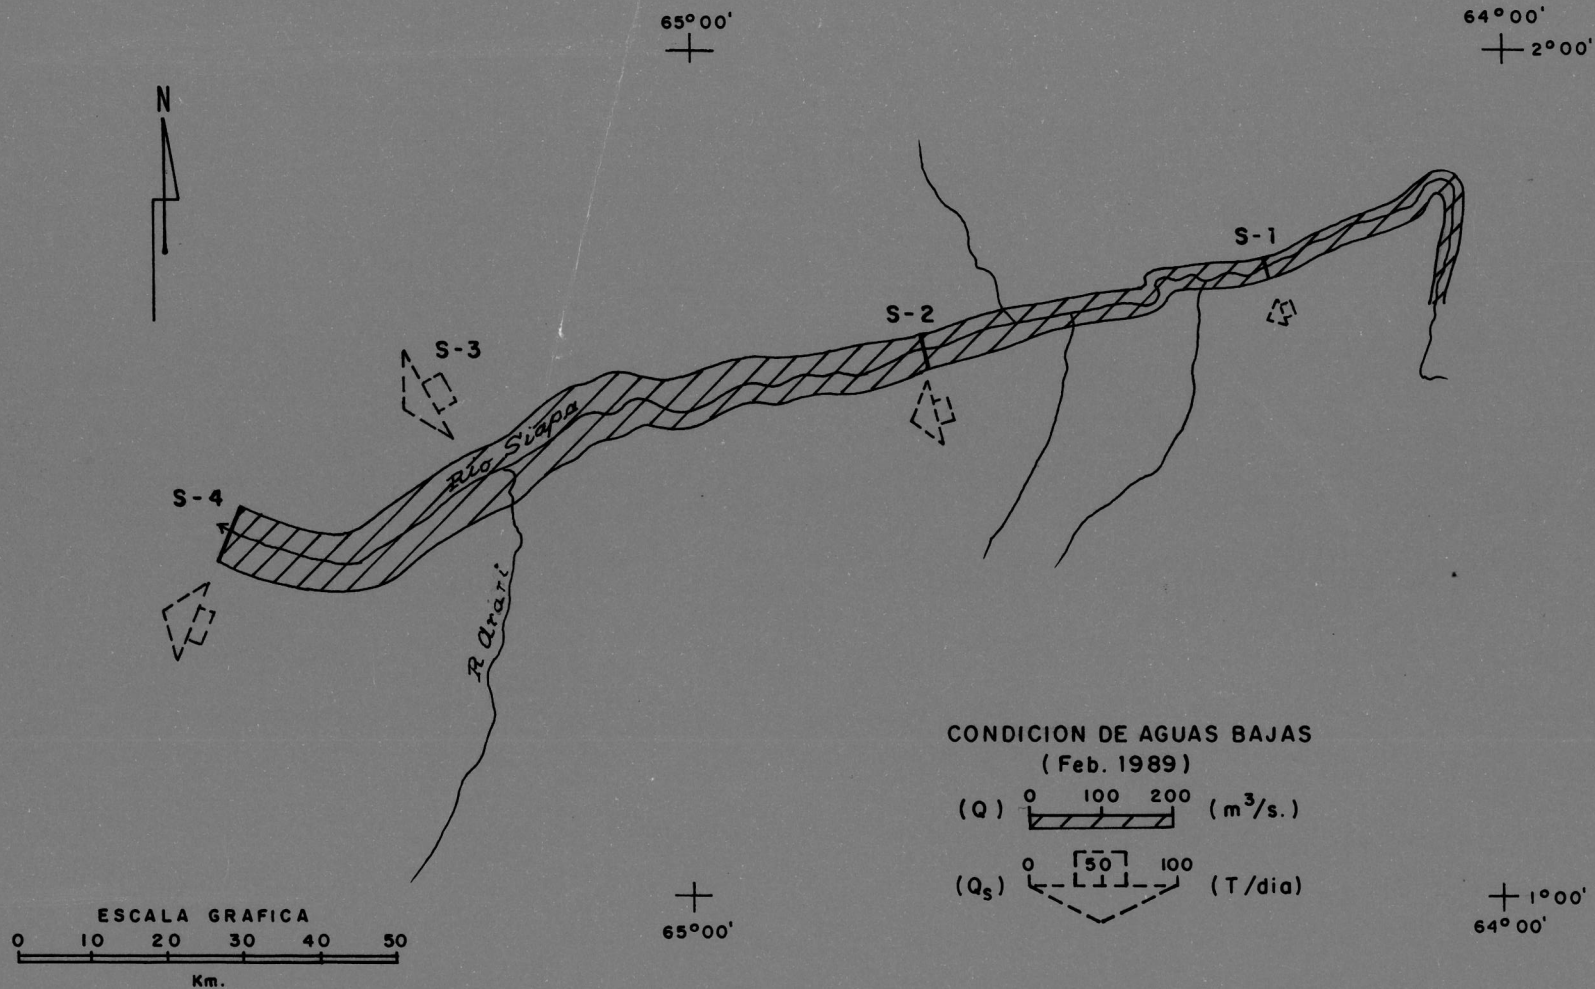 65°00'
64°00'
2°00'
N
S-1
S-2
S-3
Río Siapa
S-4
R Arari
CONDICION DE AGUAS BAJAS
(Feb. 1989)
(Q) 0 100 200 (m³/s.)
(Qs) 0 50 100 (T/dia)
1°00'
64°00'
65°00'
ESCALA GRAFICA
0 10 20 30 40 50
Km.